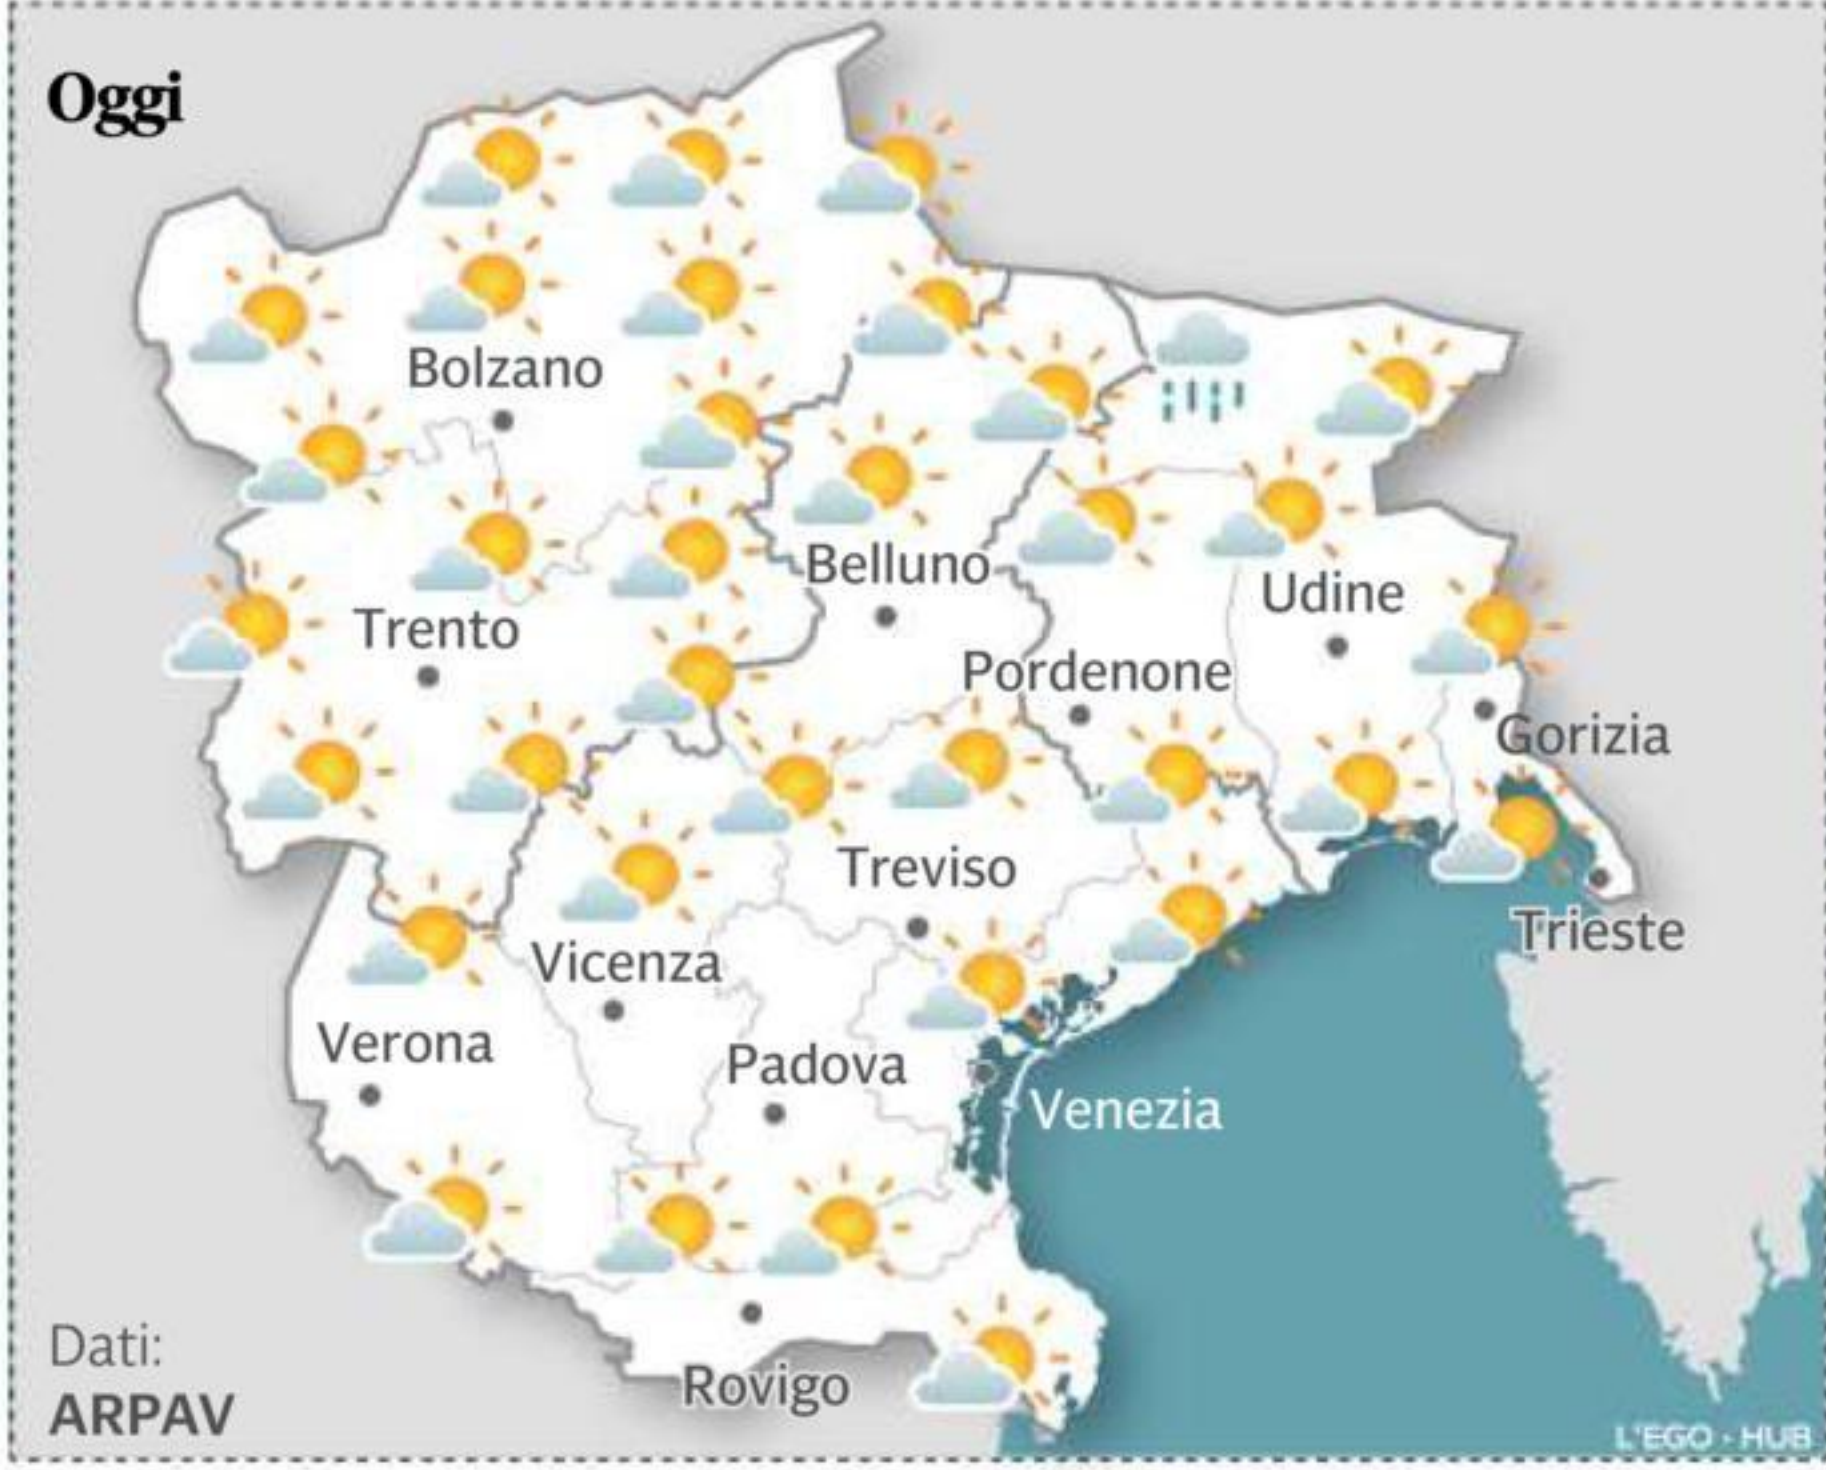 Oggi
Bolzano
Belluno
Udine
Trento
Pordenone
Gorizia
Treviso
Trieste
Vicenza
Verona
Padova
Venezia
Dati:
ARPAV
Rovigo
L'EGO - HUB